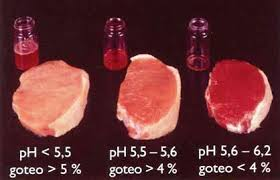 pH < 5,5
goteo > 5 %
pH 5,5 – 5,6
goteo > 4 %
pH 5,6 – 6,2
goteo < 4 %